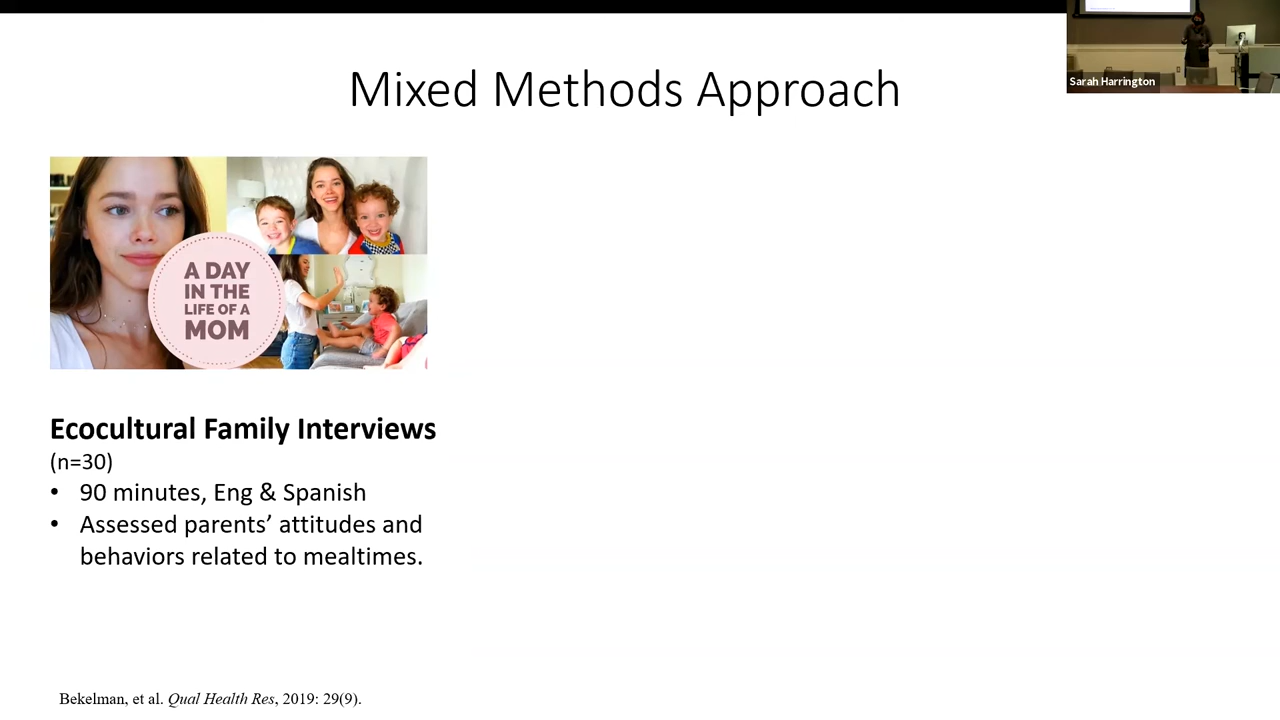 Mixed Methods Approach
Sarah Harrington
A DAY
IN THE
LIFE OF A
MOM
Ecocultural Family Interviews
(n=30)
• 90 minutes, Eng & Spanish
• Assessed parents’ attitudes and
behaviors related to mealtimes.
Bekelman, et al. Qual Health Res, 2019: 29(9).